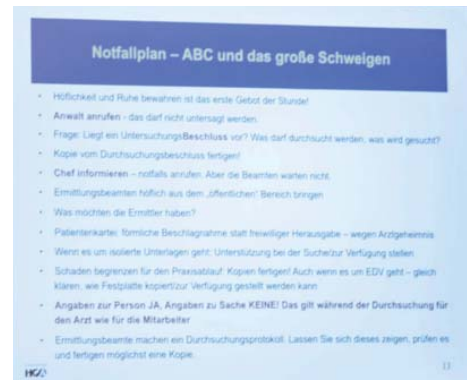 Notfallplan – ABC und das große Schweigen
• Höflichkeit und Ruhe bewahren ist das erste Gebot der Stunde!
• Anwalt anrufen - das darf nicht untersagt werden.
• Frage: Liegt ein UntersuchungsBeschluss vor? Was darf durchsucht werden, was wird gesucht?
• Kopie vom Durchsuchungsbeschluss fertigen!
• Chef informieren – notfalls anrufen. Aber die Beamten warten nicht.
• Ermittlungsbeamten höflich aus dem „öffentlichen" Bereich bringen
• Was möchten die Ermittler haben?
• Patientenkartei: förmliche Beschlagnahme statt freiwilliger Herausgabe – wegen Arztgeheimnis
• Wenn es um isolierte Unterlagen geht: Unterstützung bei der Suche/zur Verfügung stellen
• Schaden begrenzen für den Praxisablauf: Kopien fertigen! Auch wenn es um EDV geht – gleich
klären, wie Festplatte kopiert/zur Verfügung gestellt werden kann
• Angaben zur Person JA, Angaben zu Sache KEINE! Das gilt während der Durchsuchung für
den Arzt wie für die Mitarbeiter
• Ermittlungsbeamte machen ein Durchsuchungsprotokoll. Lassen Sie sich dieses zeigen, prüfen es
und fertigen möglichst eine Kopie.